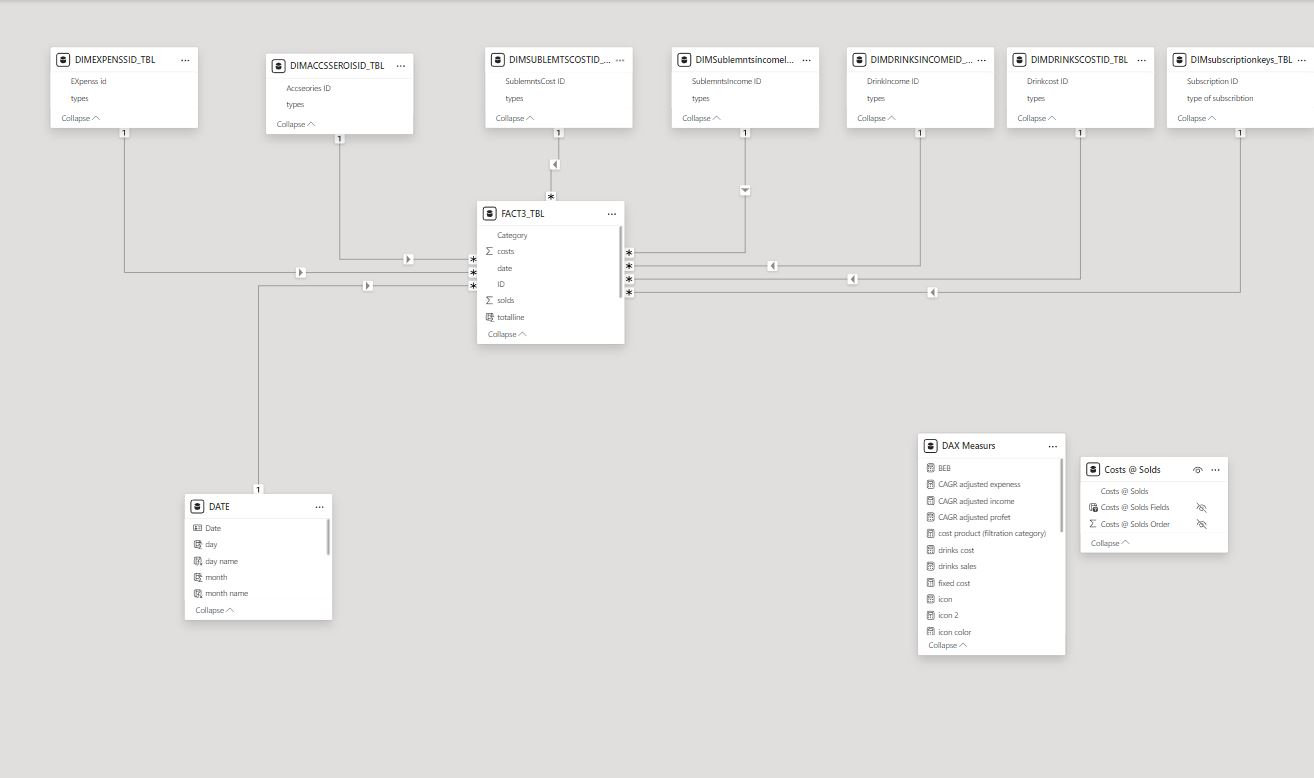 DIMEXPENSSID_TBL
EXpenss id
types
Collapse
1
DIMACCSSEROISID_TBL
Accseories ID
types
Collapse
1
DIMSUBLEMTSCOSTID_...
SublemntsCost ID
types
Collapse
1
DIMSublemntsincomeI...
SublemntsIncome ID
types
Collapse
1
DIMDRINKSINCOMEID_...
DrinkIncome ID
types
Collapse
1
DIMDRINKSCOSTID_TBL
Drinkcost ID
types
Collapse
1
DIMsubscriptionkeys_TBL
Subscription ID
type of subscribtion
Collapse
1
FACT3_TBL
Category
costs
date
ID
solds
totalline
Collapse
1
DATE
Date
day
day name
month
month name
Collapse
DAX Measurs
BEB
CAGR adjusted expeness
CAGR adjusted income
CAGR adjusted profet
cost product (filtration category)
drinks cost
drinks sales
fixed cost
icon
icon 2
icon color
Collapse
Costs @ Solds
Costs @ Solds
Costs @ Solds Fields
Costs @ Solds Order
Collapse